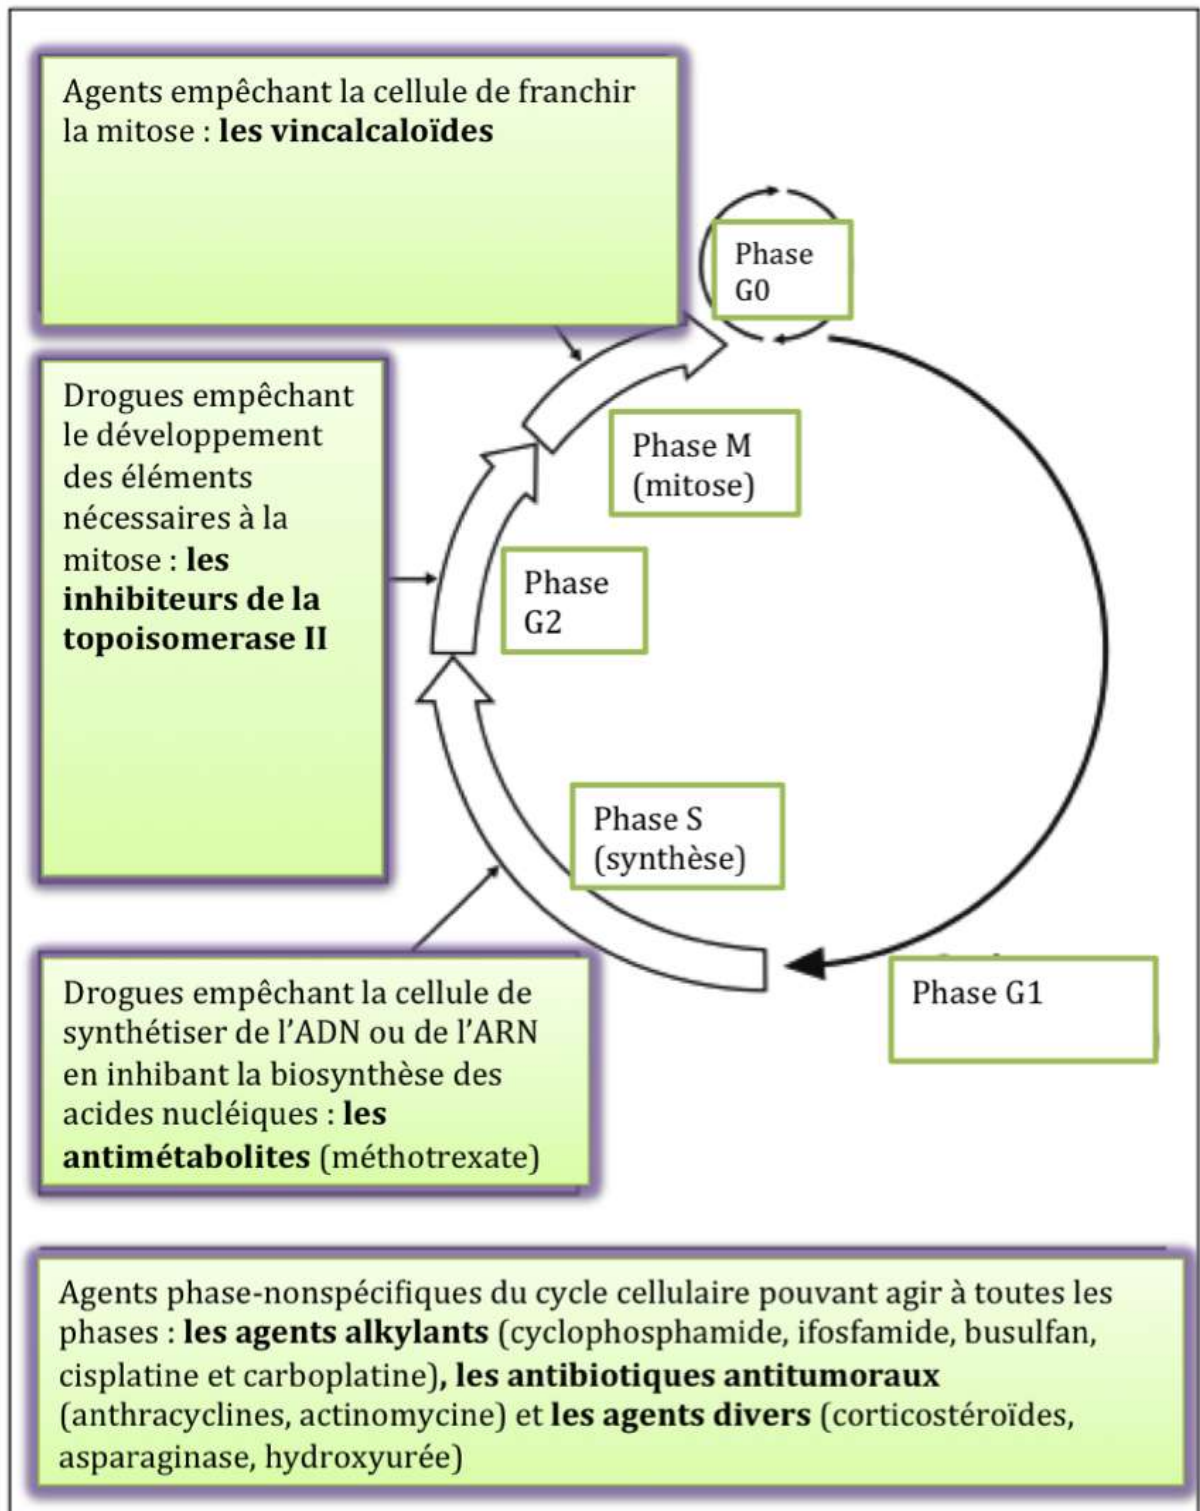 Agents empêchant la cellule de franchir
la mitose : les vincalcaloïdes
Phase
G0
Drogues empêchant
le développement
des éléments
nécessaires à la
mitose : les
inhibiteurs de la
topoisomerase II
Phase M
(mitose)
Phase
G2
Phase S
(synthèse)
Drogues empêchant la cellule de
synthétiser de l’ADN ou de l’ARN
en inhibant la biosynthèse des
acides nucléiques : les
antimétabolites (méthotrexate)
Phase G1
Agents phase-nonspécifiques du cycle cellulaire pouvant agir à toutes les
phases : les agents alkylants (cyclophosphamide, ifosfamide, busulfan,
cisplatine et carboplatine), les antibiotiques antitumoraux
(anthracyclines, actinomycine) et les agents divers (corticostéroïdes,
asparaginase, hydroxyurée)